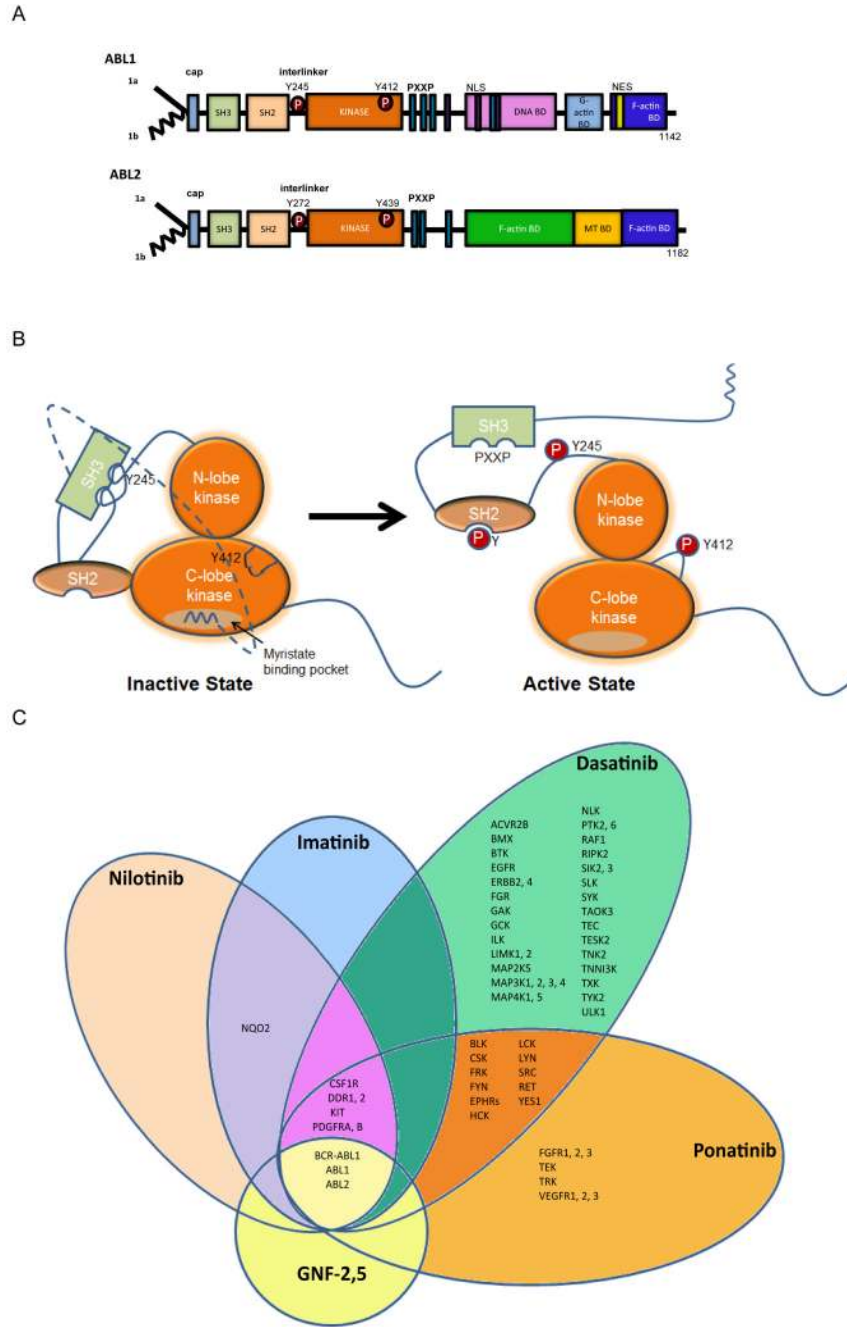 A
ABL1
1a
cap
interlinker
Y245
Y412
PXXP
NLS
NES
SH3
SH2
P
KINASE
P
DNA BD
G-
actin
BD
F-actin
BD
1b
1142
ABL2
1a
cap
interlinker
Y272
Y439
PXXP
SH3
SH2
P
KINASE
P
F-actin BD
MT BD
F-actin BD
1b
1182
B
SH3
Y245
N-lobe
kinase
Y412
SH2
C-lobe
kinase
Myristate
binding pocket
Inactive State
SH3
PXXP
P
Y245
N-lobe
kinase
SH2
P
Y
P
Y412
C-lobe
kinase
Active State
C
Nilotinib
Imatinib
Dasatinib
ACVR2B
BMX
BTK
EGFR
ERBB2, 4
FGR
GAK
GCK
ILK
LIMK1, 2
MAP2K5
MAP3K1, 2, 3, 4
MAP4K1, 5
NLK
PTK2, 6
RAF1
RIPK2
SIK2, 3
SLK
SYK
TAOK3
TEC
TESK2
TNK2
TNNI3K
TXK
TYK2
ULK1
NQO2
CSF1R
DDR1, 2
KIT
PDGFRA, B
BLK
CSK
FRK
FYN
EPHRs
HCK
LCK
LYN
SRC
RET
YES1
BCR-ABL1
ABL1
ABL2
FGFR1, 2, 3
TEK
TRK
VEGFR1, 2, 3
Ponatinib
GNF-2,5